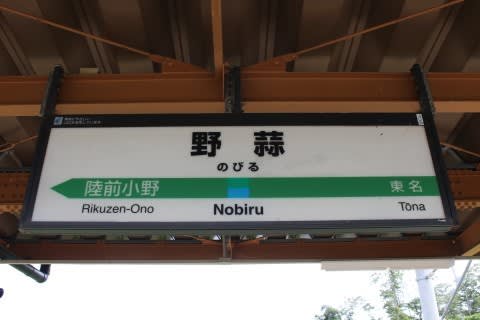 野蒜
のびる
陸前小野
東名
Rikuzen-Ono
Nobiru
Tōna